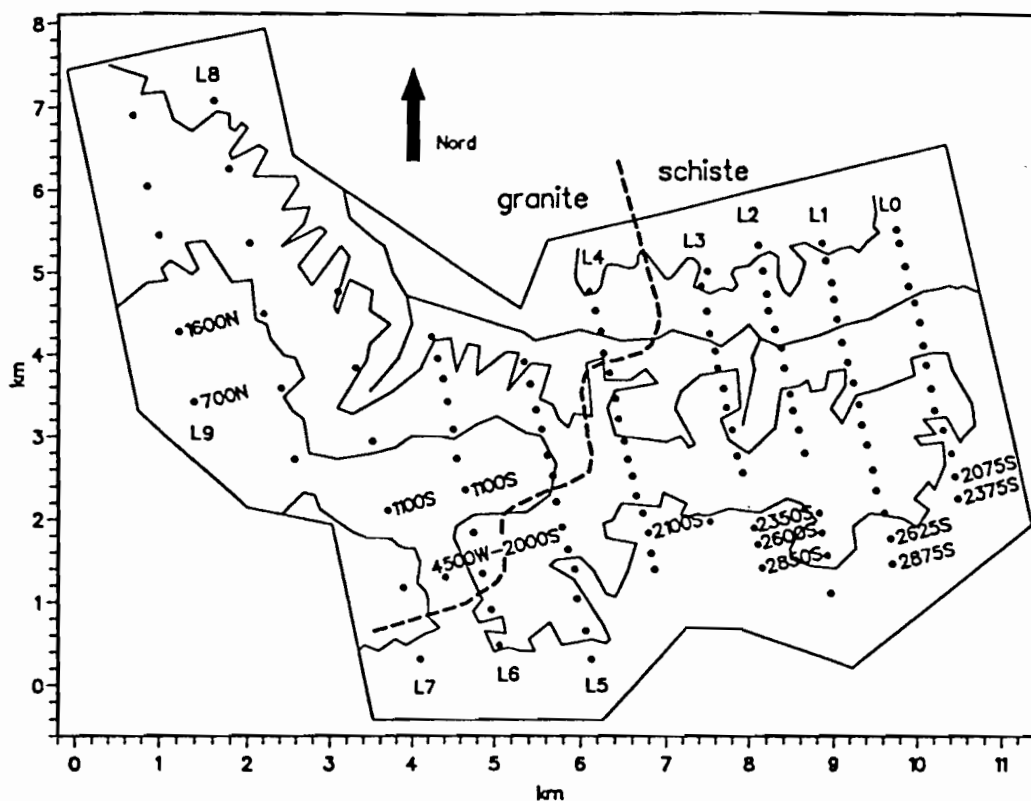 8
7
6
5
4
3
2
1
0
km
0 1 2 3 4 5 6 7 8 9 10 11
km
Nord
granite
schiste
L8
L4
L3
L2
L1
L0
1600N
700N
L9
1100S
1100S
4500W-2000S
2100S
2350S
2600S
2850S
2075S
2375S
2625S
2875S
L7
L6
L5